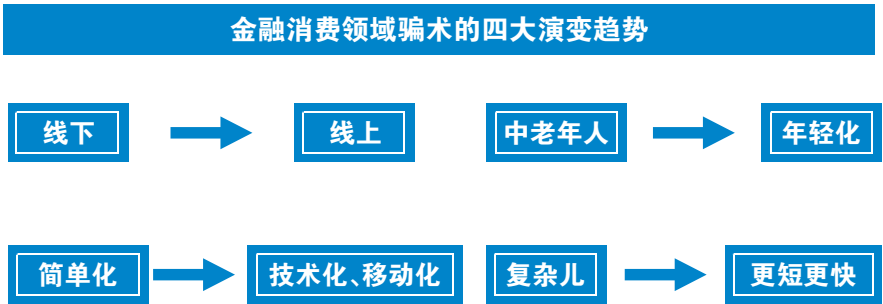 金融消费领域骗术的四大演变趋势
线下 线上 中老年人 年轻化
简单化 技术化、移动化 复杂儿 更短更快